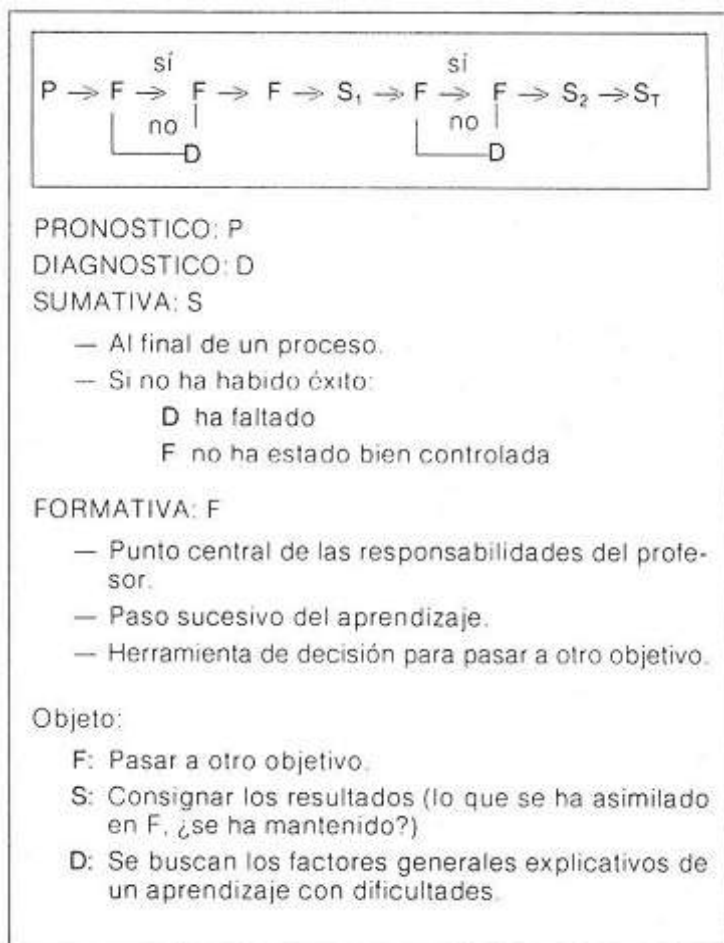 sí sí
P → F → F → F → S₁ → F → F → S₂ → S_T
no no
D D
PRONOSTICO: P
DIAGNOSTICO: D
SUMATIVA: S
— Al final de un proceso.
— Si no ha habido éxito:
D ha faltado
F no ha estado bien controlada
FORMATIVA: F
— Punto central de las responsabilidades del profe-
sor.
— Paso sucesivo del aprendizaje.
— Herramienta de decisión para pasar a otro objetivo.
Objeto:
F: Pasar a otro objetivo.
S: Consignar los resultados (lo que se ha asimilado
en F, ¿se ha mantenido?)
D: Se buscan los factores generales explicativos de
un aprendizaje con dificultades.